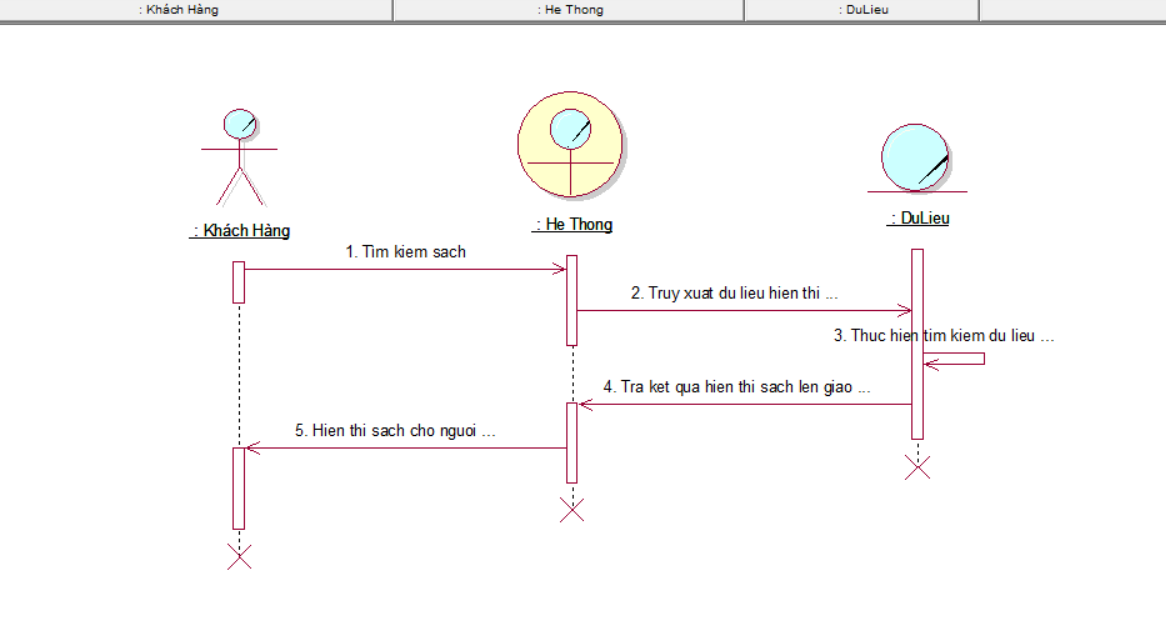 : Khách Hàng
: He Thong
: DuLieu
: Khách Hàng
: He Thong
: DuLieu
1. Tim kiem sach
2. Truy xuat du lieu hien thi ...
3. Thuc hien tim kiem du lieu ...
4. Tra ket qua hien thi sach len giao ...
5. Hien thi sach cho nguoi ...